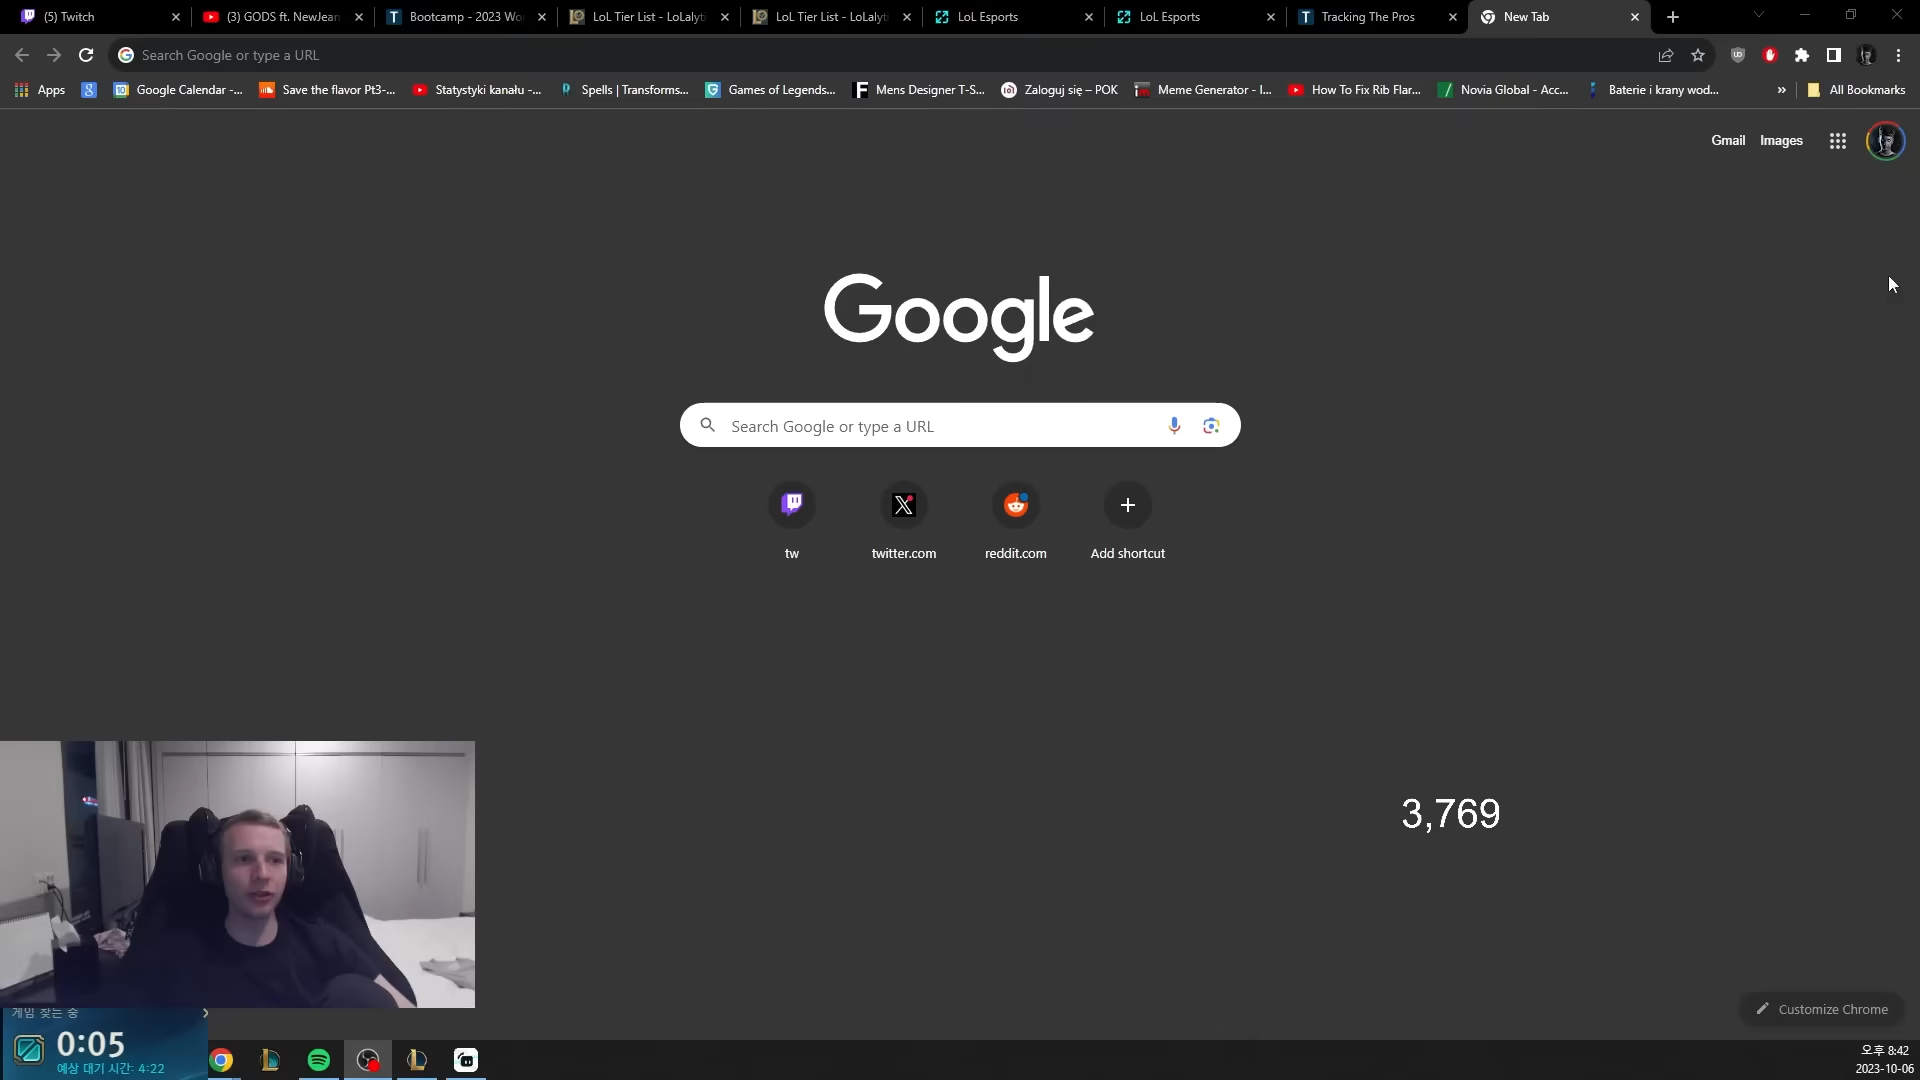 (5) Twitch
(3) GODS ft. NewJean
Bootcamp - 2023 Wo
LoL Tier List - LoLalyti
LoL Tier List - LoLalyti
LoL Esports
LoL Esports
Tracking The Pros
New Tab
Search Google or type a URL
Apps
Google Calendar -...
Save the flavor Pt3-...
Statystyki kanału -...
Spells | Transforms...
Games of Legends...
Mens Designer T-S...
Zaloguj się – POK
Meme Generator - I...
How To Fix Rib Flar...
Novia Global - Acc...
Baterie i krany wod...
»
All Bookmarks
Gmail
Images
Google
Search Google or type a URL
tw
twitter.com
reddit.com
Add shortcut
3,769
Customize Chrome
게임 찾는 중
0:05
예상 대기 시간: 4:22
오후 8:42
2023-10-06